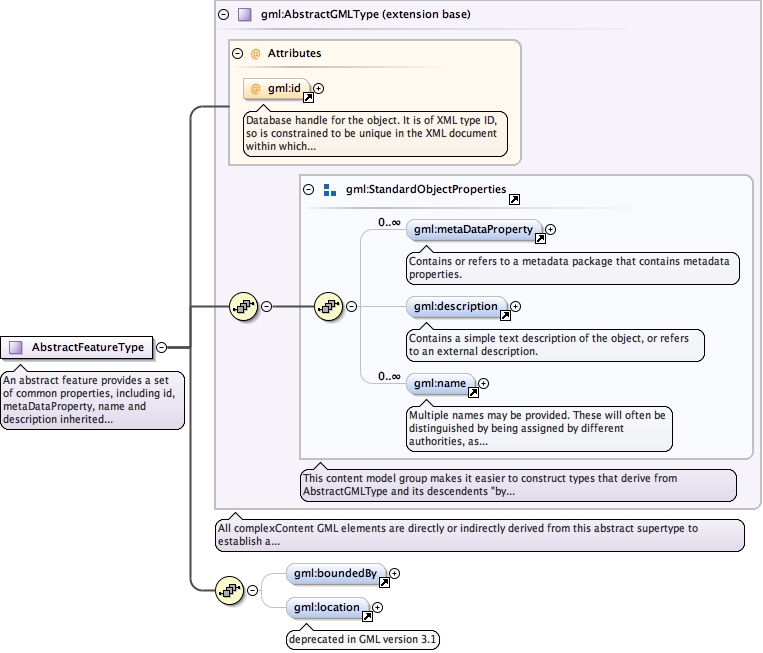 gml:AbstractGMLType (extension base)
@ Attributes
@ gml:id
Database handle for the object. It is of XML type ID,
so is constrained to be unique in the XML document
within which...
gml:StandardObjectProperties
0..∞
gml:metaDataProperty
Contains or refers to a metadata package that contains metadata
properties.
gml:description
Contains a simple text description of the object, or refers
to an external description.
0..∞
gml:name
Multiple names may be provided. These will often be
distinguished by being assigned by different
authorities, as...
This content model group makes it easier to construct types that derive from
AbstractGMLType and its descendents "by...
All complexContent GML elements are directly or indirectly derived from this abstract supertype to
establish a...
AbstractFeatureType
An abstract feature provides a set
of common properties, including id,
metaDataProperty, name and
description inherited...
gml:boundedBy
gml:location
deprecated in GML version 3.1